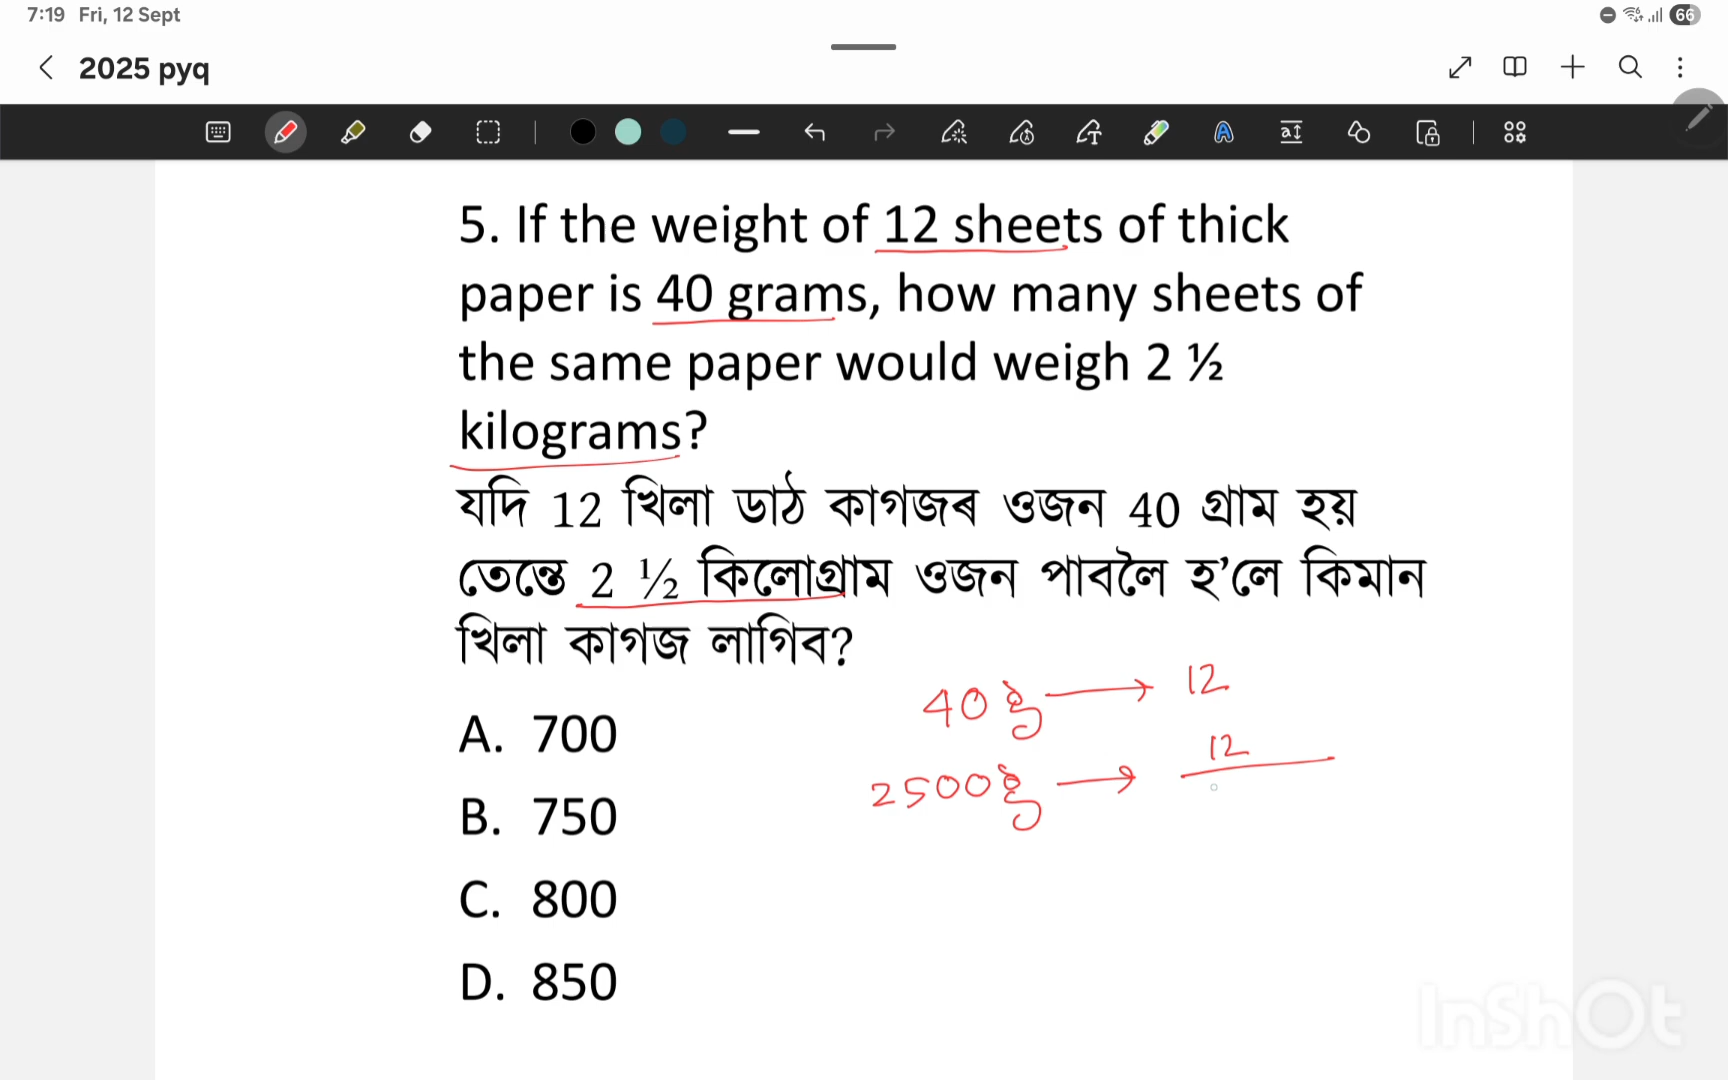 7:19 Fri, 12 Sept
66
2025 pyq
5. If the weight of 12 sheets of thick
paper is 40 grams, how many sheets of
the same paper would weigh 2 ½
kilograms?
যদি 12 খিলা ডাঠ কাগজৰ ওজন 40 গ্ৰাম হয়
তেন্তে 2 ½ কিলোগ্ৰাম ওজন পাবলৈ হ’লে কিমান
খিলা কাগজ লাগিব?
40g → 12
12
2500g →
A. 700
B. 750
C. 800
D. 850
InShOt